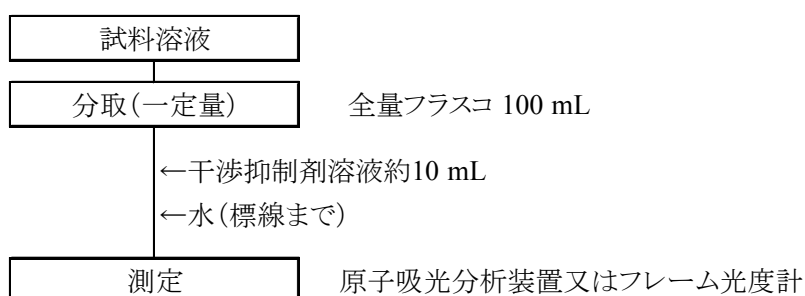 試料溶液
分取(一定量) 全量フラスコ 100 mL
←干渉抑制剤溶液約10 mL
←水(標線まで)
測定 原子吸光分析装置又はフレーム光度計